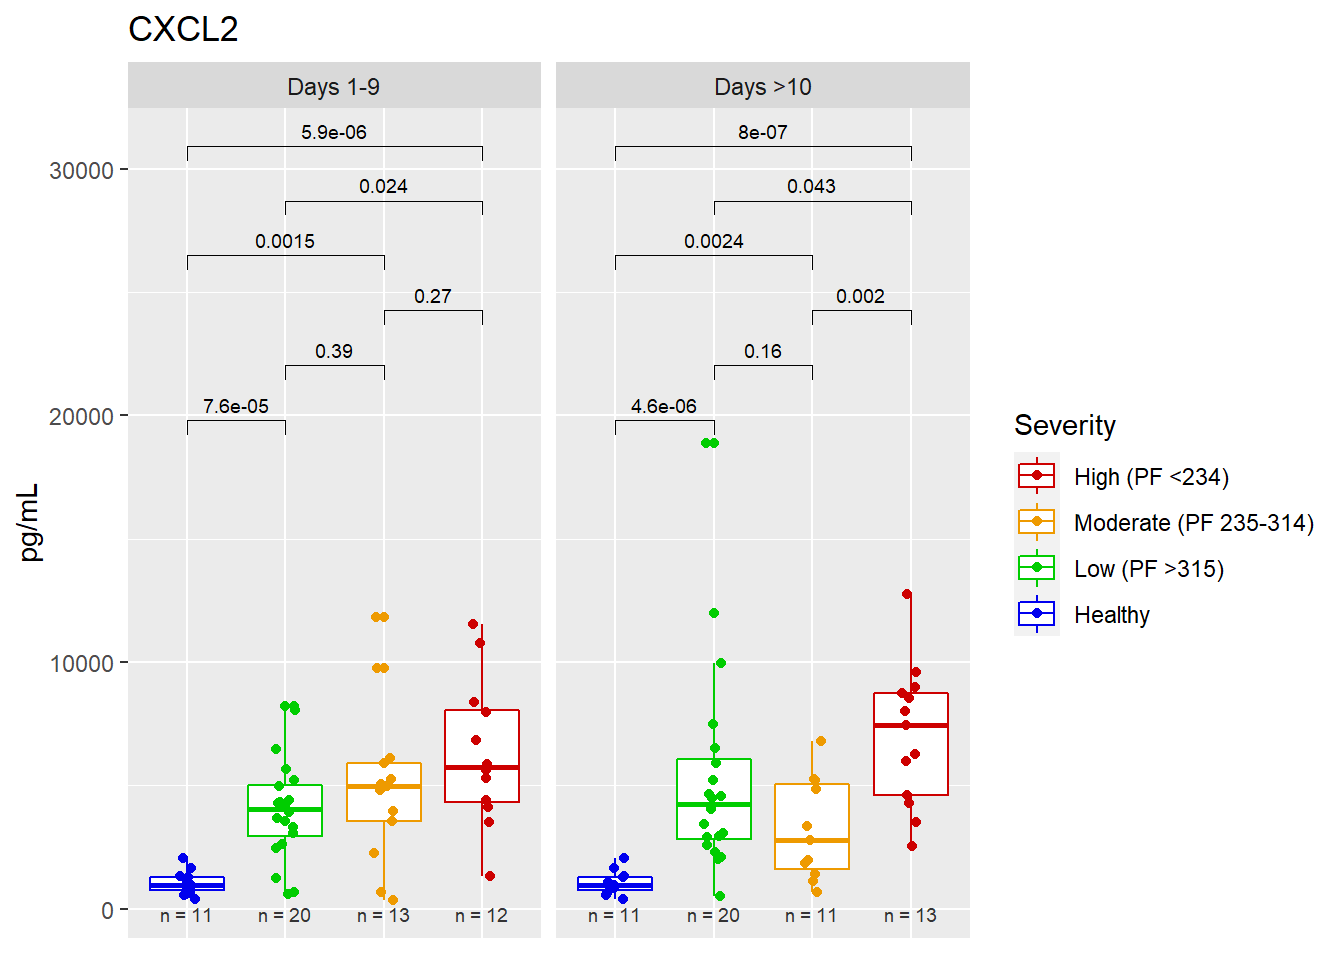 CXCL2
Days 1-9
Days >10
5.9e-06
8e-07
30000
0.024
0.043
0.0015
0.0024
0.27
0.002
0.39
0.16
7.6e-05
4.6e-06
20000
Severity
High (PF <234)
Moderate (PF 235-314)
Low (PF >315)
Healthy
pg/mL
10000
0
n = 11
n = 20
n = 13
n = 12
n = 11
n = 20
n = 11
n = 13